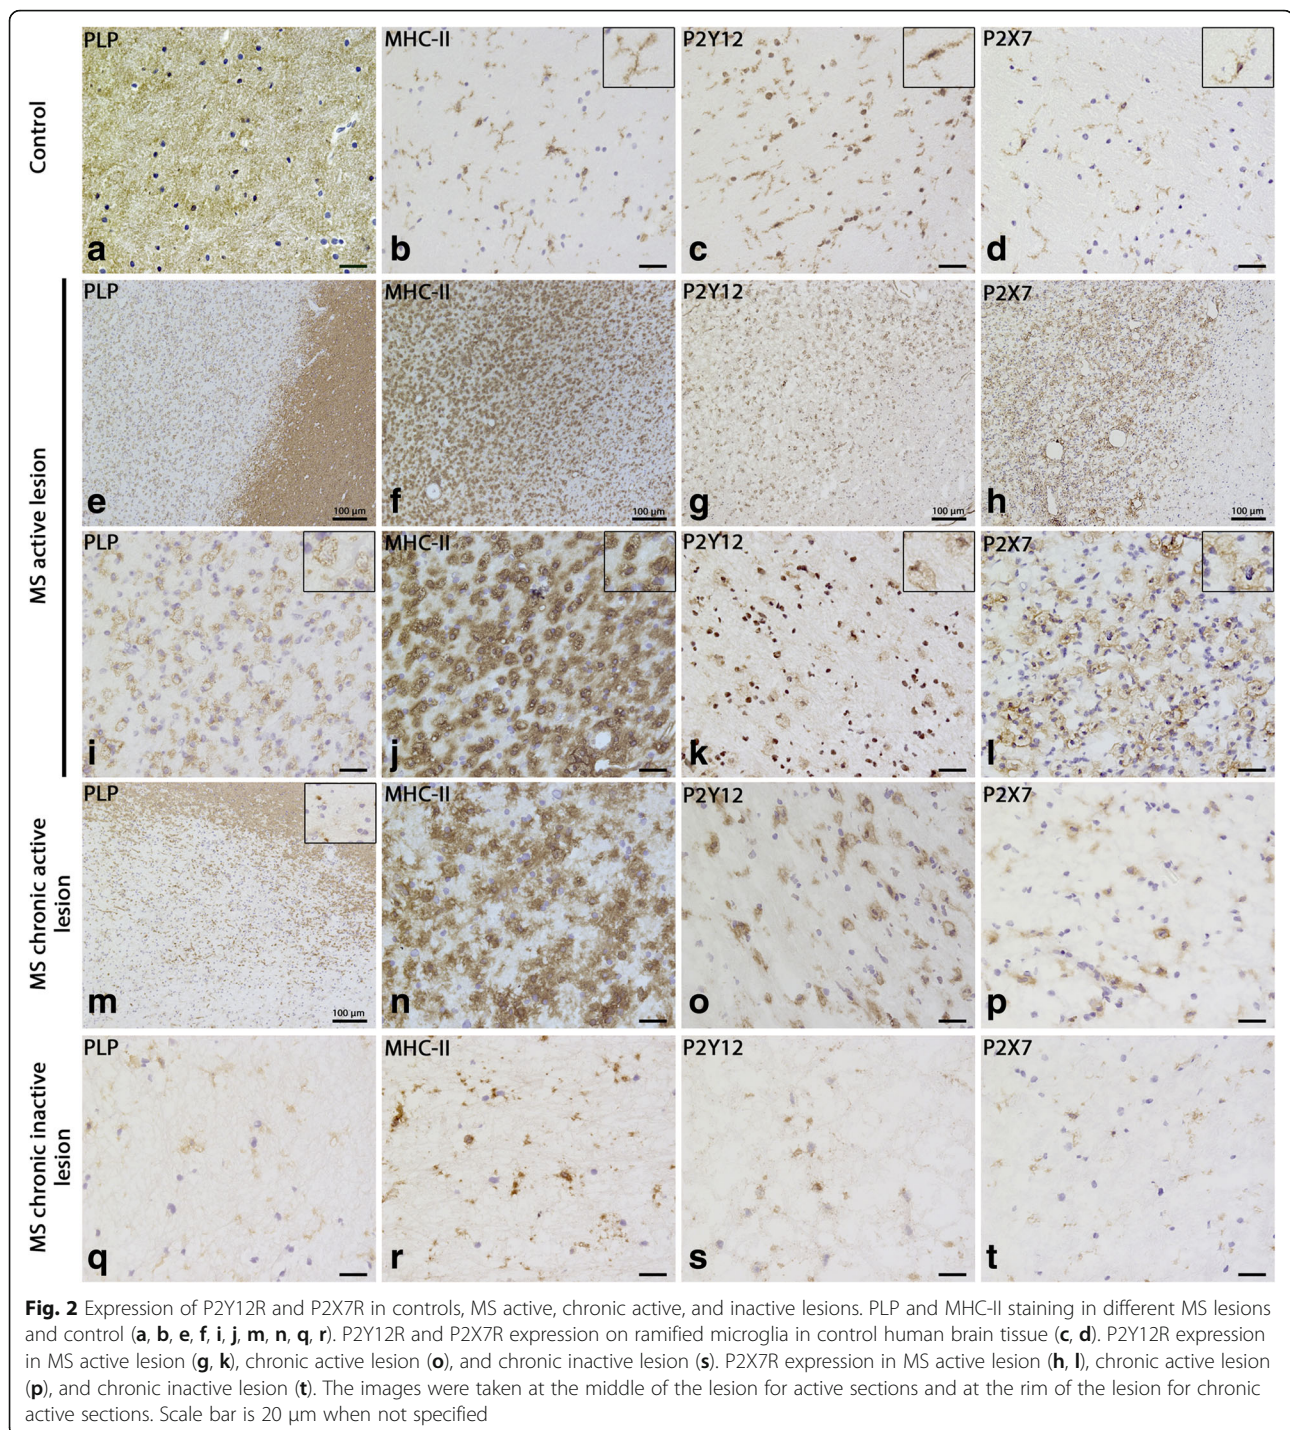 PLP MHC-II P2Y12 P2X7
Control
a b c d
PLP MHC-II P2Y12 P2X7
MS active lesion
100 µm 100 µm 100 µm 100 µm
e f g h
PLP MHC-II P2Y12 P2X7
i j k l
PLP MHC-II P2Y12 P2X7
MS chronic active
lesion
100 µm
m n o p
PLP MHC-II P2Y12 P2X7
MS chronic inactive
lesion
q r s t
Fig. 2 Expression of P2Y12R and P2X7R in controls, MS active, chronic active, and inactive lesions. PLP and MHC-II staining in different MS lesions
and control (a, b, e, f, i, j, m, n, q, r). P2Y12R and P2X7R expression on ramified microglia in control human brain tissue (c, d). P2Y12R expression
in MS active lesion (g, k), chronic active lesion (o), and chronic inactive lesion (s). P2X7R expression in MS active lesion (h, l), chronic active lesion
(p), and chronic inactive lesion (t). The images were taken at the middle of the lesion for active sections and at the rim of the lesion for chronic
active sections. Scale bar is 20 µm when not specified